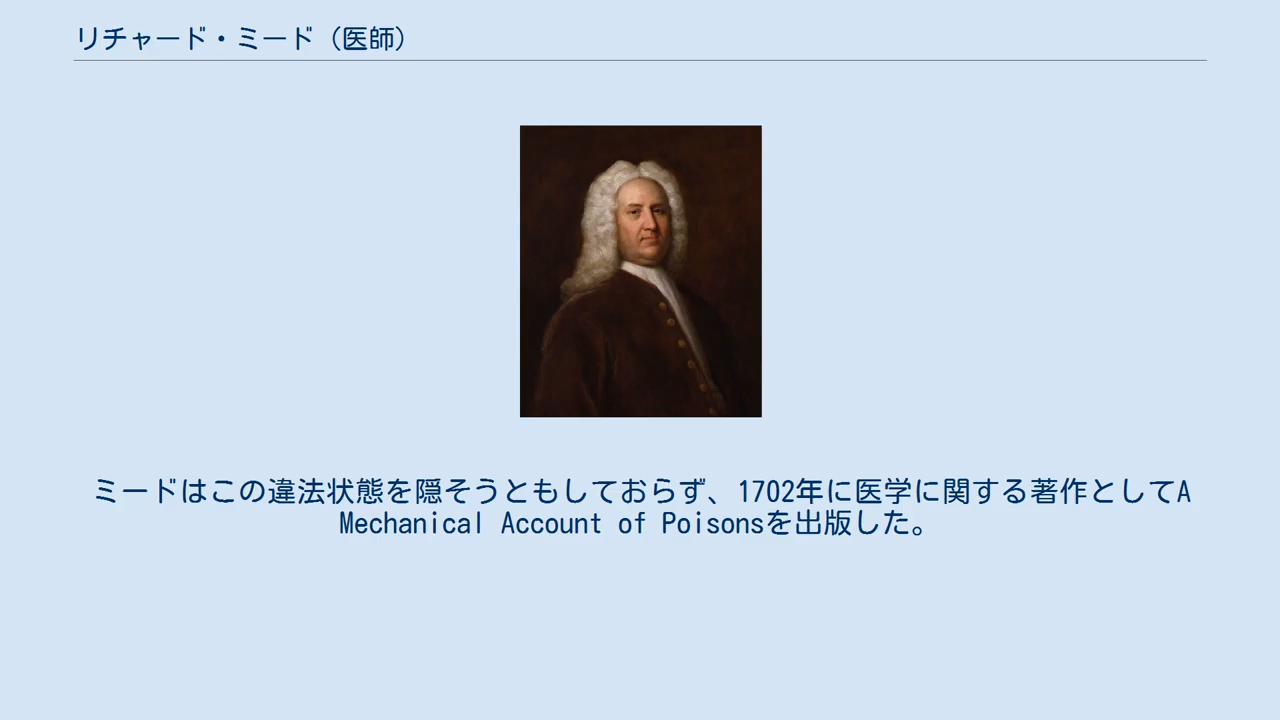 リチャード・ミード（医師）
ミードはこの違法状態を隠そうともしておらず、1702年に医学に関する著作としてA
Mechanical Account of Poisonsを出版した。